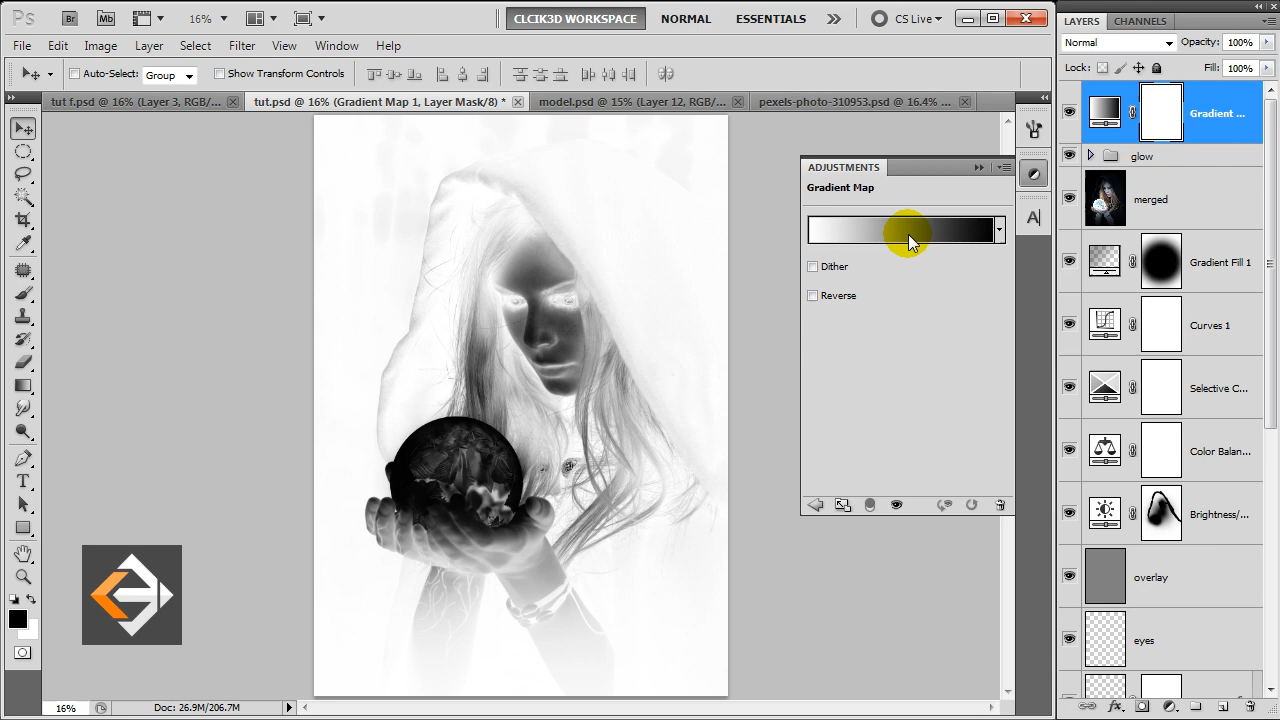 Ps Br Mb 16% CLCIK3D WORKSPACE NORMAL ESSENTIALS CS Live
File Edit Image Layer Select Filter View Window Help
Auto-Select: Group Show Transform Controls
tut f.psd @ 16% (Layer 3, RGB/... tut.psd @ 16% (Gradient Map 1, Layer Mask/8) * model.psd @ 15% (Layer 12, RGB/... pexels-photo-310953.psd @ 16.4% ...
ADJUSTMENTS
Gradient Map
Dither
Reverse
A
T
16% Doc: 26.9M/206.7M
LAYERS CHANNELS
Normal Opacity: 100%
Lock: Fill: 100%
Gradient ...
glow
merged
Gradient Fill 1
Curves 1
Selective C...
Color Balan...
Brightness/...
overlay
eyes
fx